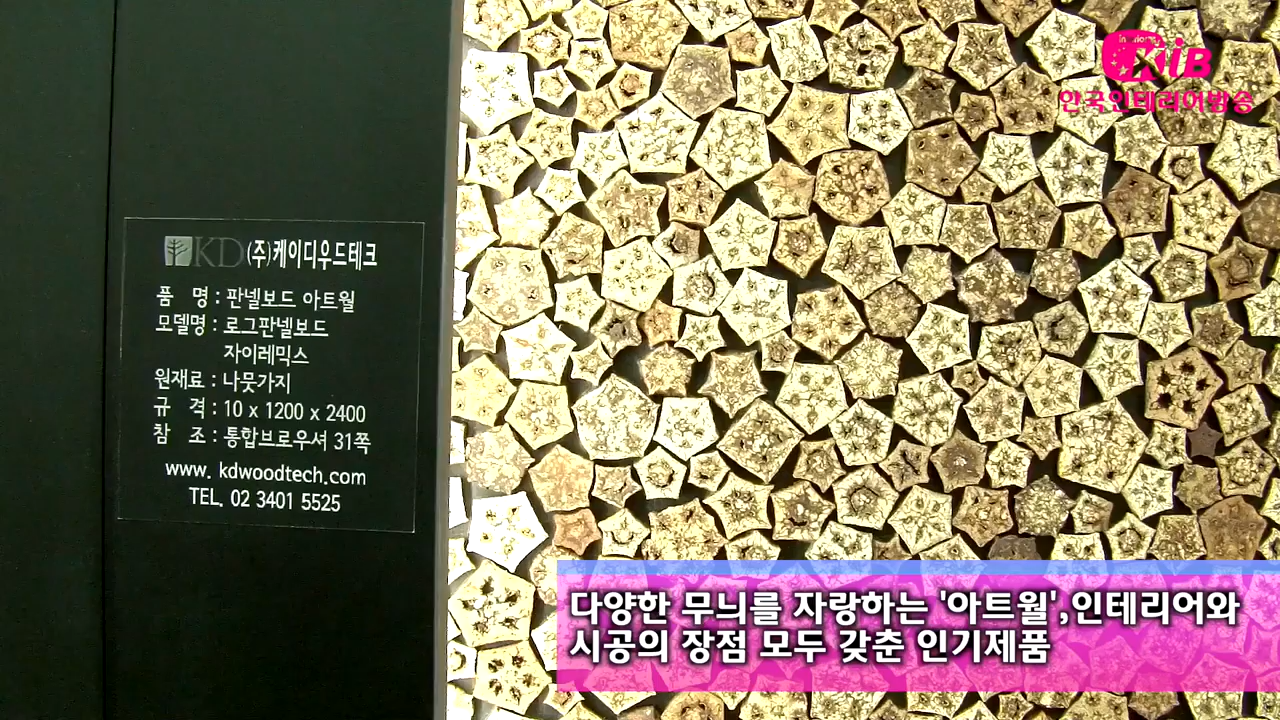 KD (주)케이디우드테크
품 명 : 판넬보드 아트월
모델명 : 로그판넬보드
자이레믹스
원재료 : 나뭇가지
규 격 : 10 x 1200 x 2400
참 조 : 통합브로우셔 31쪽
www. kdwoodtech.com
TEL. 02 3401 5525
KiB
한국인테리어방송
다양한 무늬를 자랑하는 '아트월',인테리어와
시공의 장점 모두 갖춘 인기제품